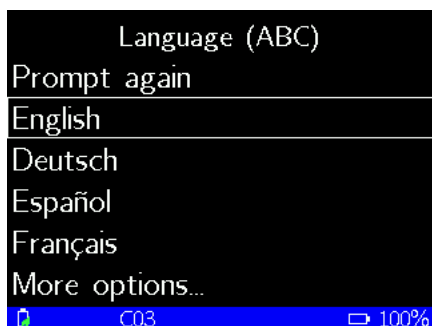 Language (ABC)
Prompt again
English
Deutsch
Español
Français
More options...
C03 100%